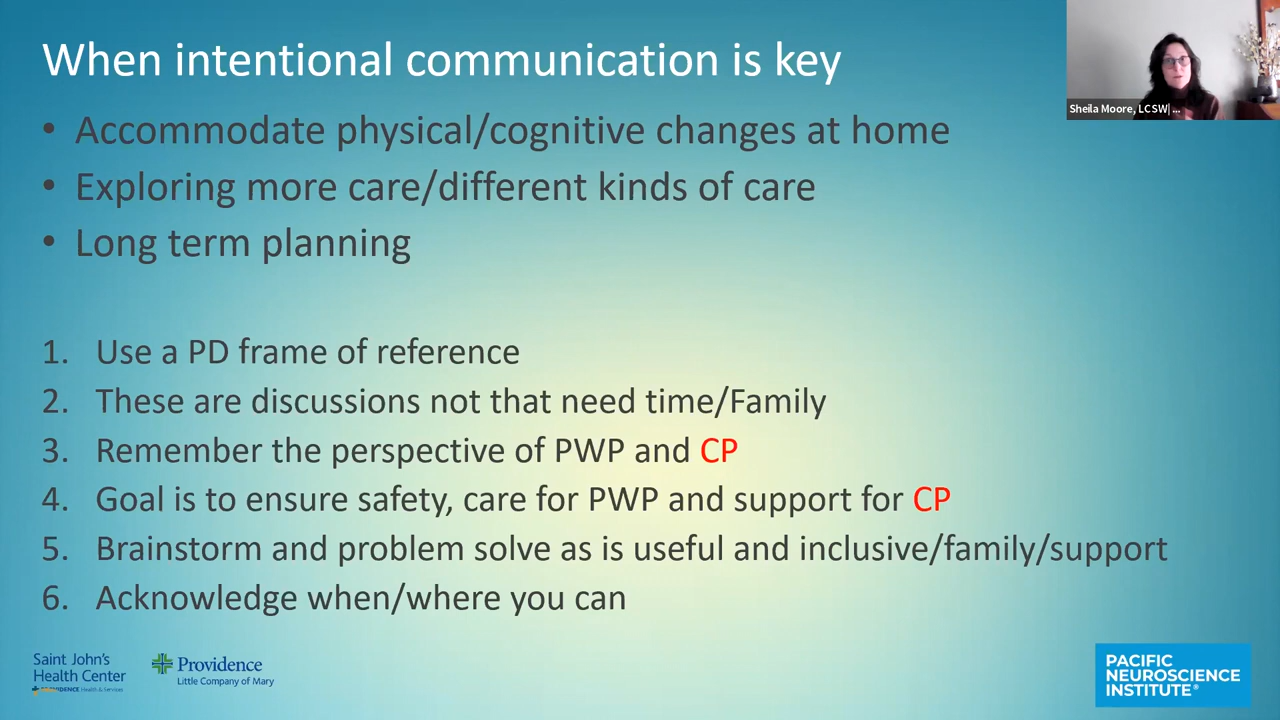 When intentional communication is key
Sheila Moore, LCSW| ...
• Accommodate physical/cognitive changes at home
• Exploring more care/different kinds of care
• Long term planning
1. Use a PD frame of reference
2. These are discussions not that need time/Family
3. Remember the perspective of PWP and CP
4. Goal is to ensure safety, care for PWP and support for CP
5. Brainstorm and problem solve as is useful and inclusive/family/support
6. Acknowledge when/where you can
Saint John's
Health Center
PROVIDENCE Health & Services
Providence
Little Company of Mary
PACIFIC
NEUROSCIENCE
INSTITUTE®